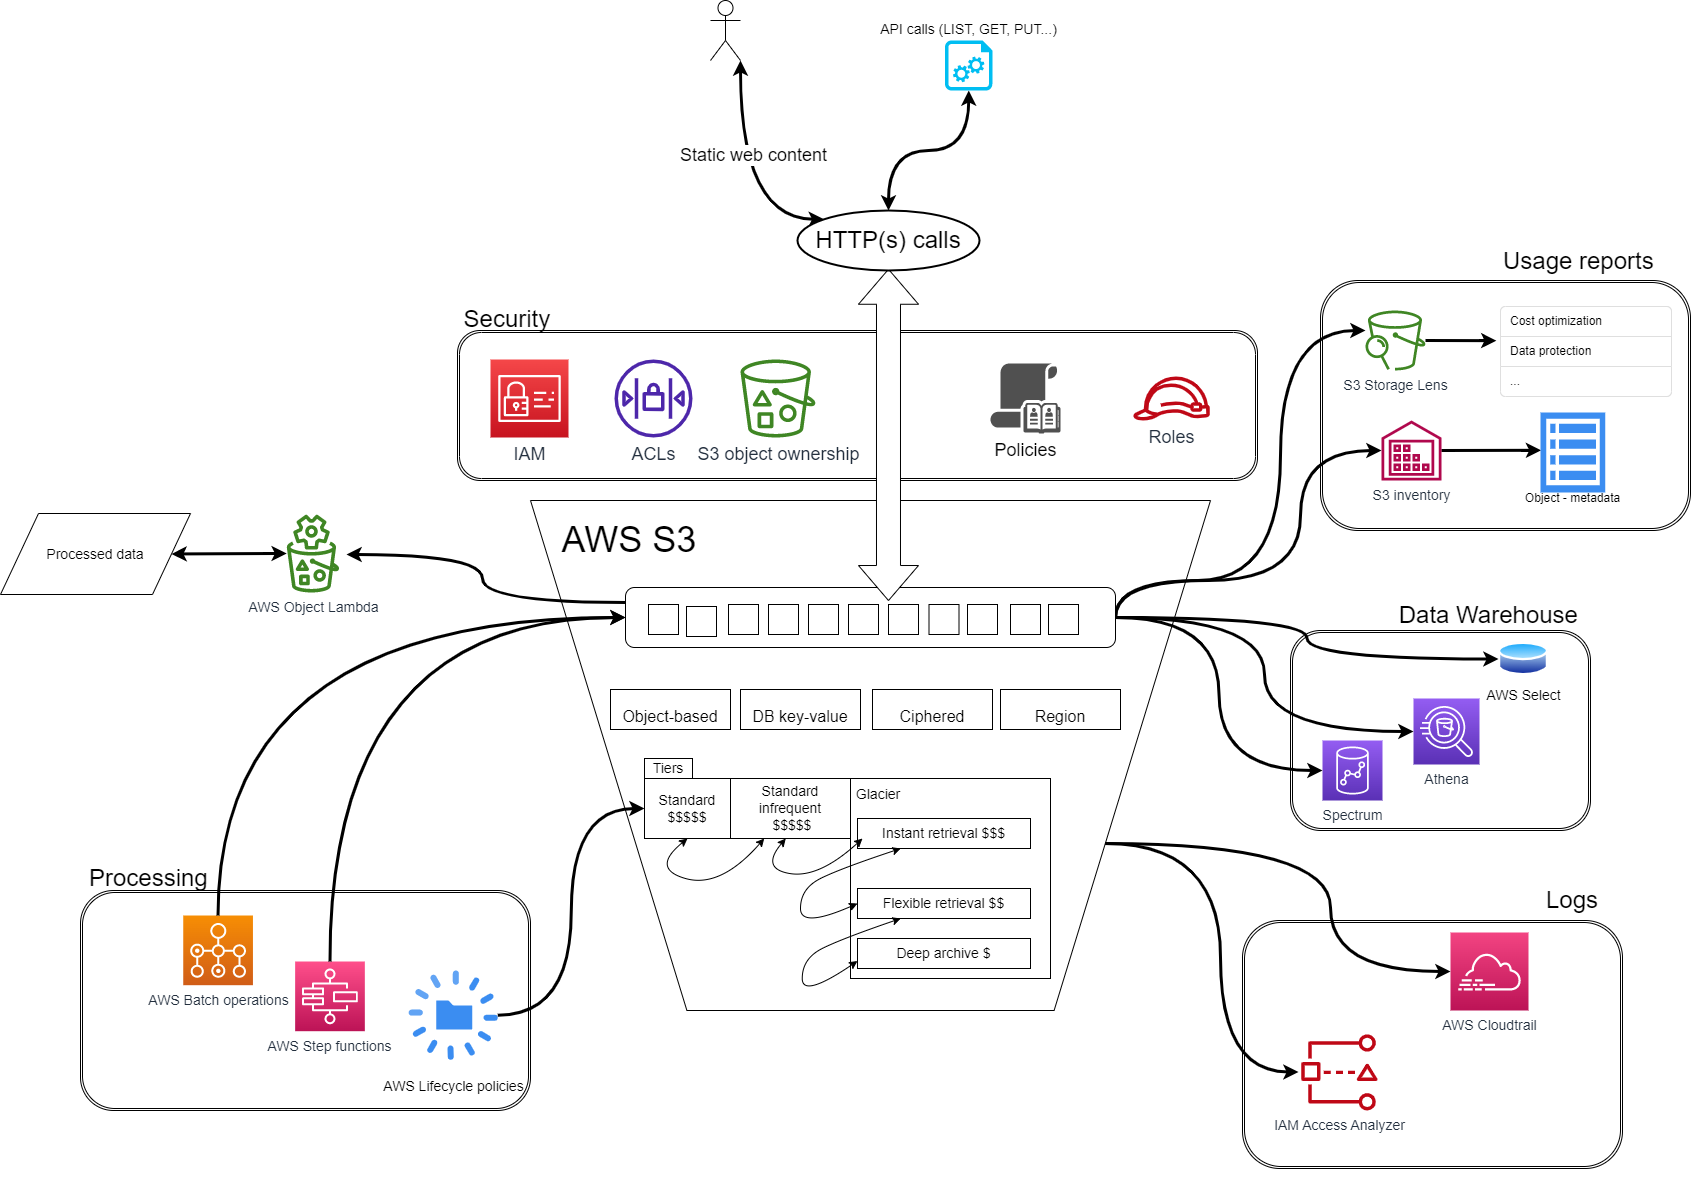 API calls (LIST, GET, PUT...)
Static web content
HTTP(s) calls
Security
IAM
ACLs
S3 object ownership
Policies
Roles
Usage reports
S3 Storage Lens
Cost optimization
Data protection
...
S3 inventory
Object - metadata
AWS S3
Processed data
AWS Object Lambda
Object-based
DB key-value
Ciphered
Region
Tiers
Standard
$$$$$
Standard
infrequent
$$$$$
Glacier
Instant retrieval $$$
Flexible retrieval $$
Deep archive $
Data Warehouse
AWS Select
Athena
Spectrum
Processing
AWS Batch operations
AWS Step functions
AWS Lifecycle policies
Logs
AWS Cloudtrail
IAM Access Analyzer